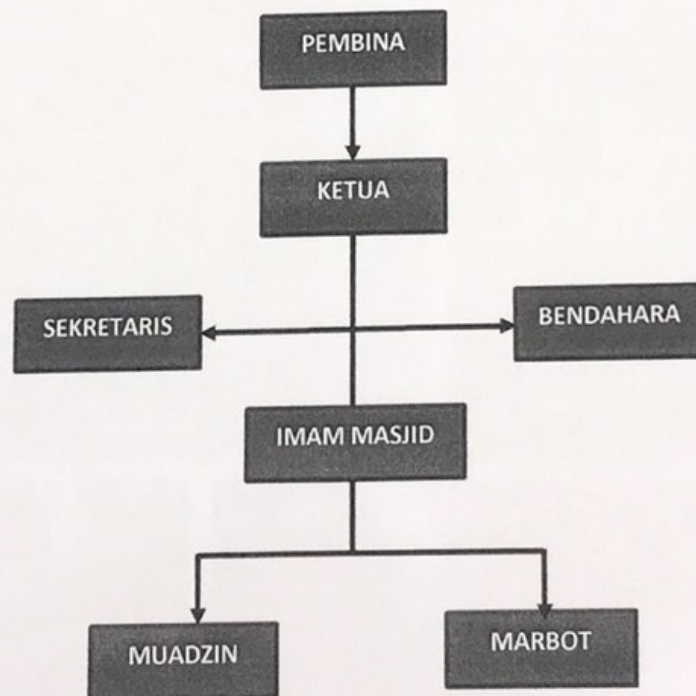 PEMBINA
KETUA
SEKRETARIS
BENDAHARA
IMAM MASJID
MUADZIN
MARBOT